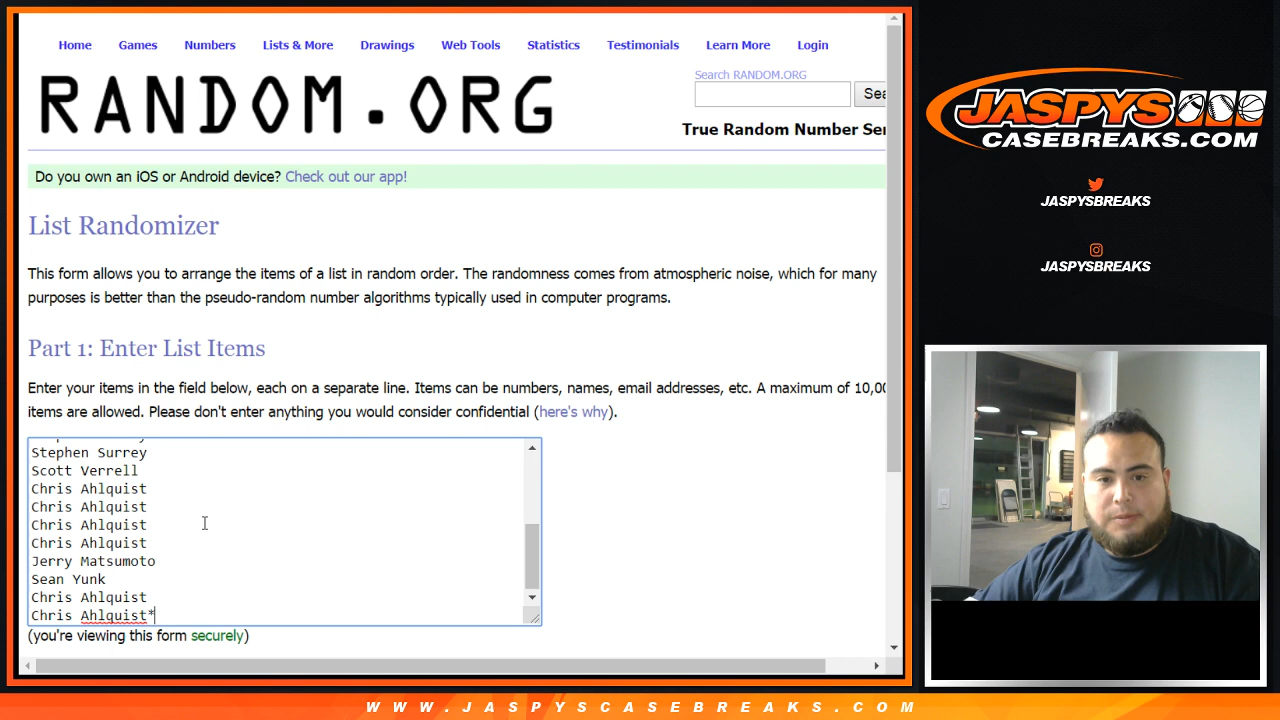 Home Games Numbers Lists & More Drawings Web Tools Statistics Testimonials Learn More Login
RANDOM.ORG
Search RANDOM.ORG
Sea
True Random Number Ser
Do you own an iOS or Android device? Check out our app!
List Randomizer
This form allows you to arrange the items of a list in random order. The randomness comes from atmospheric noise, which for many
purposes is better than the pseudo-random number algorithms typically used in computer programs.
Part 1: Enter List Items
Enter your items in the field below, each on a separate line. Items can be numbers, names, email addresses, etc. A maximum of 10,00
items are allowed. Please don't enter anything you would consider confidential (here's why).
Stephen Surrey
Scott Verrell
Chris Ahlquist
Chris Ahlquist
Chris Ahlquist
Chris Ahlquist
Jerry Matsumoto
Sean Yunk
Chris Ahlquist
Chris Ahlquist*
(you're viewing this form securely)
JASPYS
CASEBREAKS.COM
JASPYSBREAKS
JASPYSBREAKS
WWW.JASPYSCASEBREAKS.COM